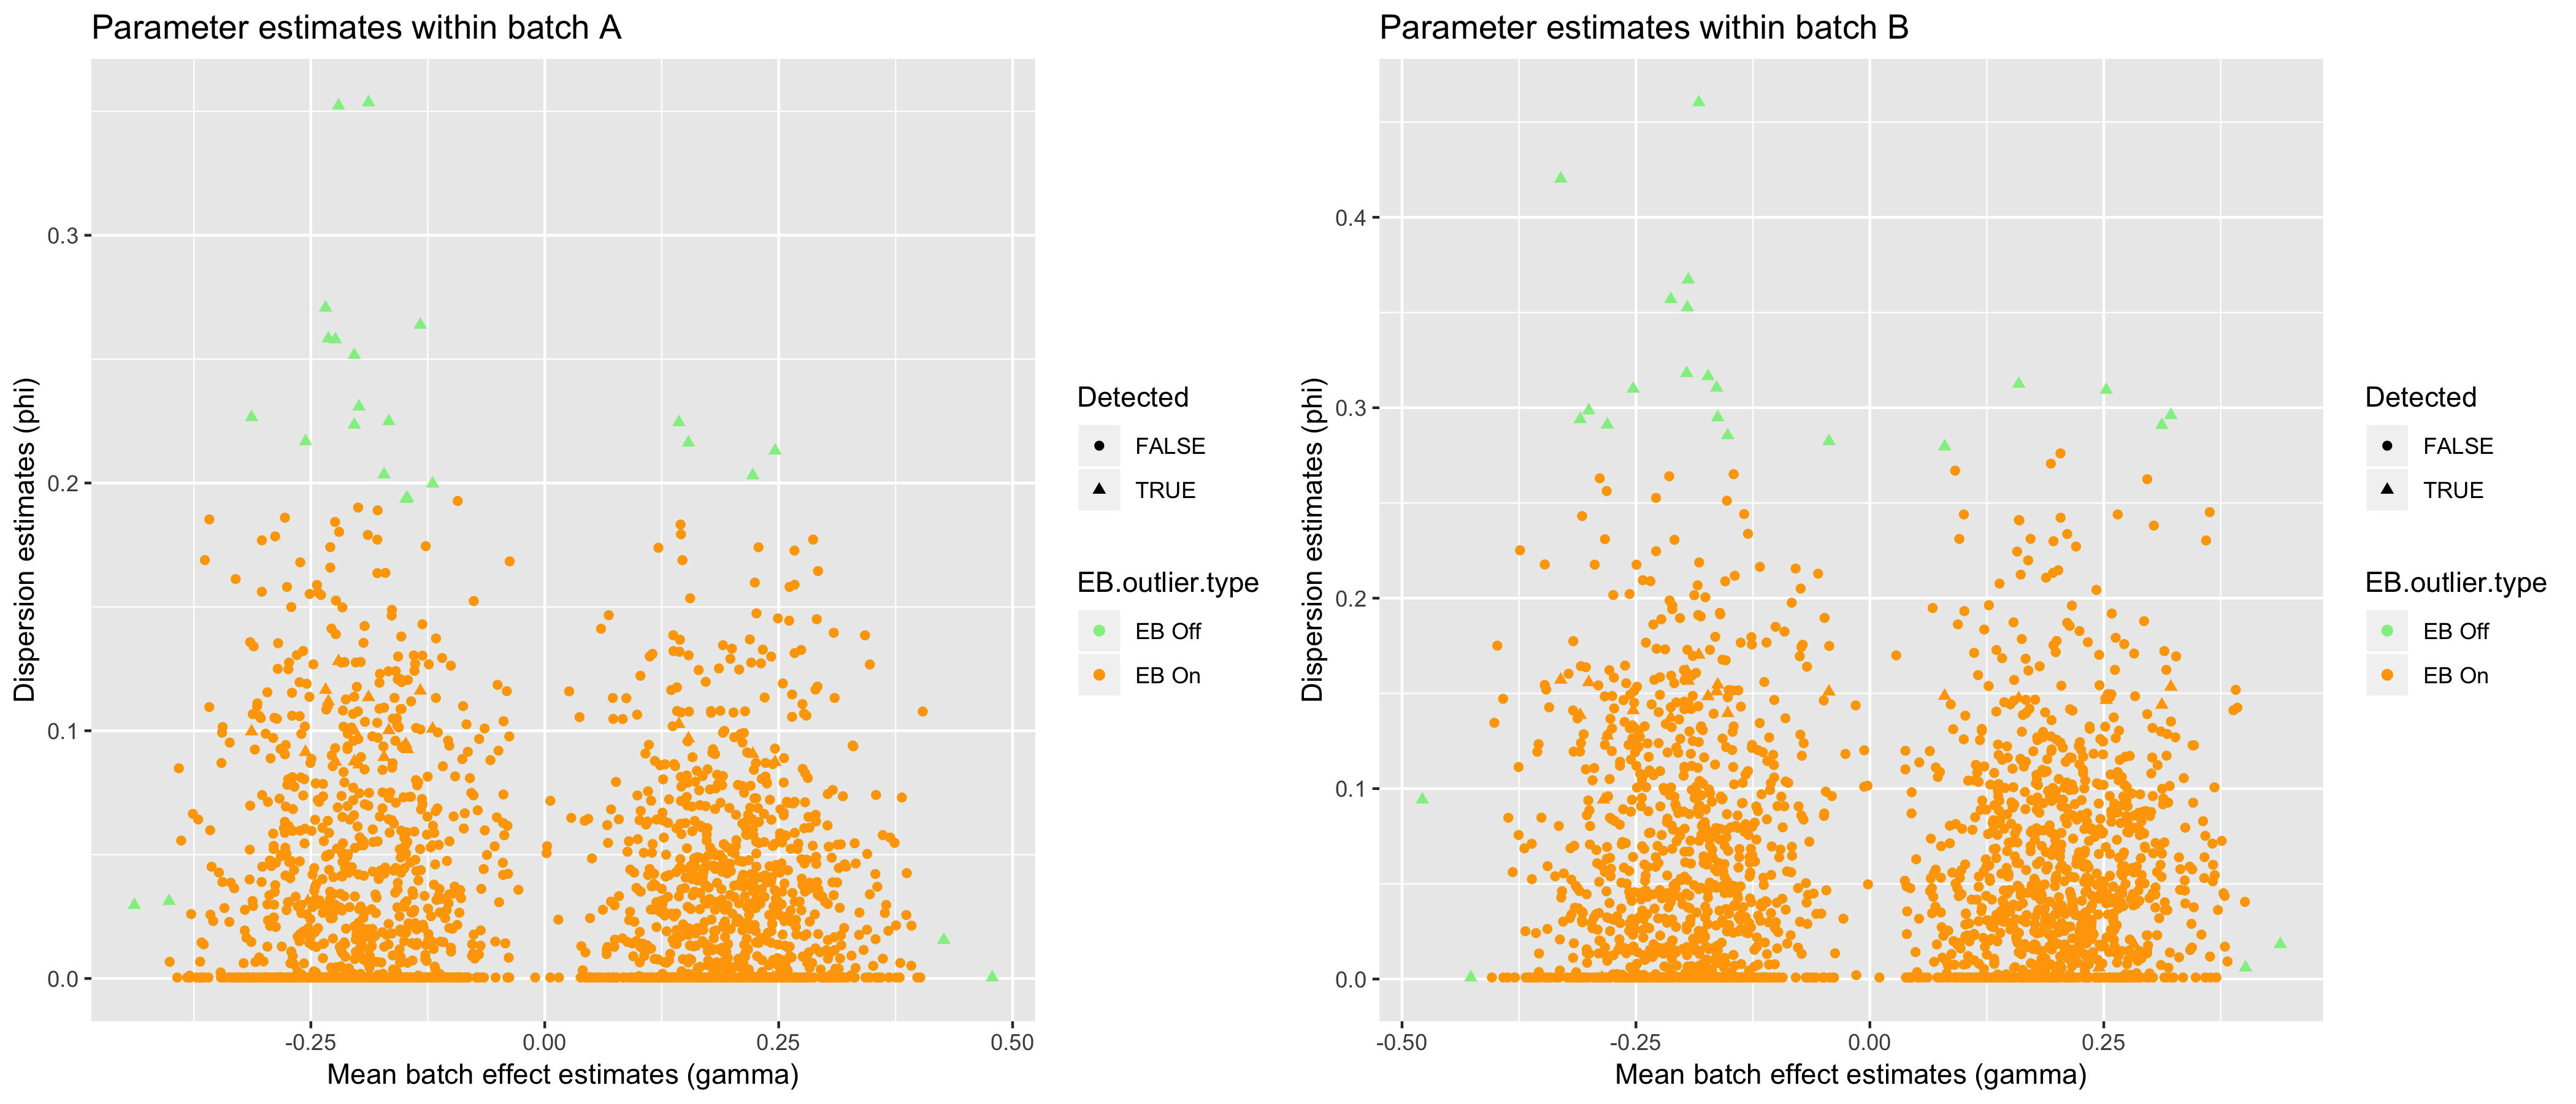 Parameter estimates within batch A
Dispersion estimates (phi)
0.3
0.2
0.1
0.0
-0.25
0.00
0.25
0.50
Mean batch effect estimates (gamma)
Detected
FALSE
TRUE
EB.outlier.type
EB Off
EB On
Parameter estimates within batch B
Dispersion estimates (phi)
0.4
0.3
0.2
0.1
0.0
-0.50
-0.25
0.00
0.25
Mean batch effect estimates (gamma)
Detected
FALSE
TRUE
EB.outlier.type
EB Off
EB On